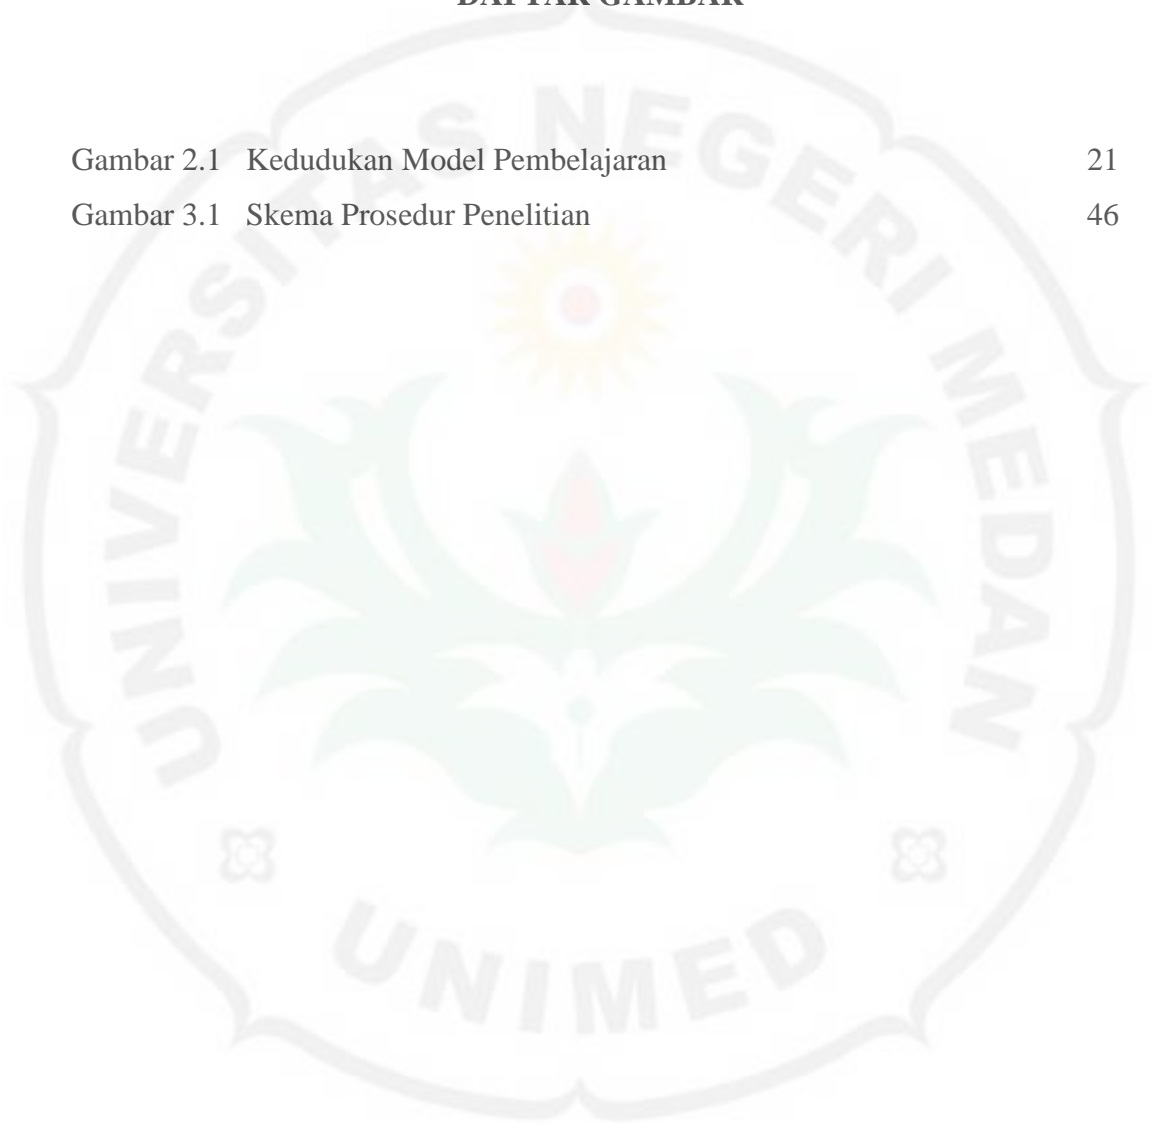 DAFTAR GAMBAR
Gambar 2.1 Kedudukan Model Pembelajaran 21
Gambar 3.1 Skema Prosedur Penelitian 46
UNIVERSITAS NEGERI MEDAN
UNIMED